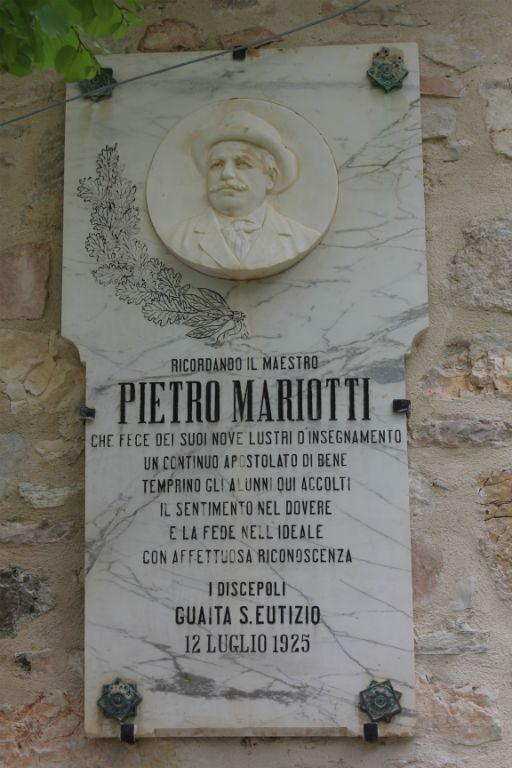 RICORDANDO IL MAESTRO
PIETRO MARIOTTI
CHE FECE DEI SUOI NOVE LUSTRI D'INSEGNAMENTO
UN CONTINUO APOSTOLATO DI BENE
TEMPRINO GLI ALUNNI QUI ACCOLTI
IL SENTIMENTO NEL DOVERE
E LA FEDE NELL'IDEALE
CON AFFETTUOSA RICONOSCENZA
I DISCEPOLI
GUAITA S.EUTIZIO
12 LUGLIO 1925